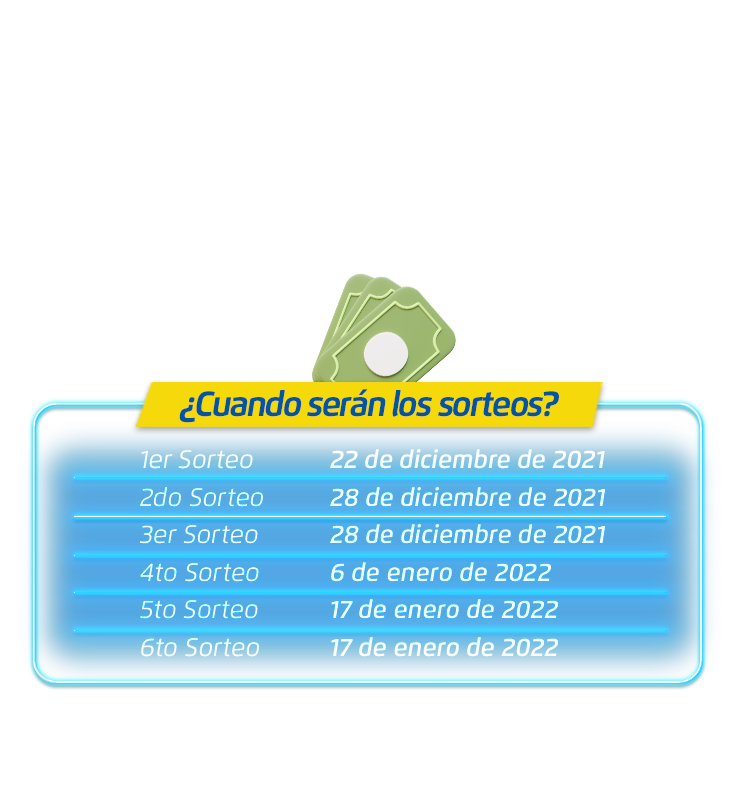 ¿Cuando serán los sorteos?
1er Sorteo 22 de diciembre de 2021
2do Sorteo 28 de diciembre de 2021
3er Sorteo 28 de diciembre de 2021
4to Sorteo 6 de enero de 2022
5to Sorteo 17 de enero de 2022
6to Sorteo 17 de enero de 2022